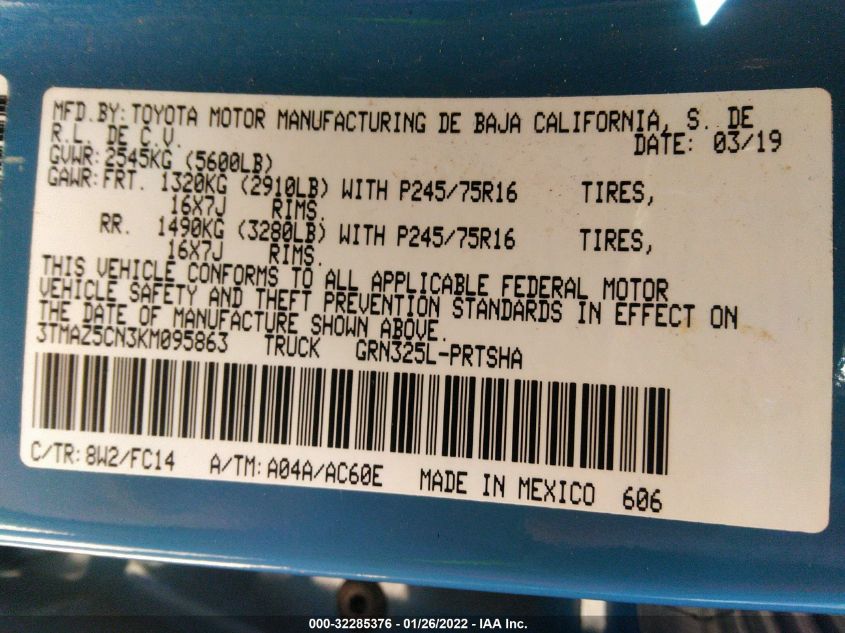 MFD.BY: TOYOTA MOTOR MANUFACTURING DE BAJA CALIFORNIA, S. DE
R.L. DE C.V. DATE: 03/19
GVWR: 2545KG (5600LB)
GAWR: FRT. 1320KG (2910LB) WITH P245/75R16 TIRES,
16X7J RIMS.
RR. 1490KG (3280LB) WITH P245/75R16 TIRES,
16X7J RIMS.
THIS VEHICLE CONFORMS TO ALL APPLICABLE FEDERAL MOTOR
VEHICLE SAFETY AND THEFT PREVENTION STANDARDS IN EFFECT ON
THE DATE OF MANUFACTURE SHOWN ABOVE.
3TMAZ5CN3KM095863 TRUCK GRN325L-PRTSHA
C/TR: 8W2/FC14 A/TM: A04A/AC60E MADE IN MEXICO 606
000-32285376 - 01/26/2022 - IAA Inc.